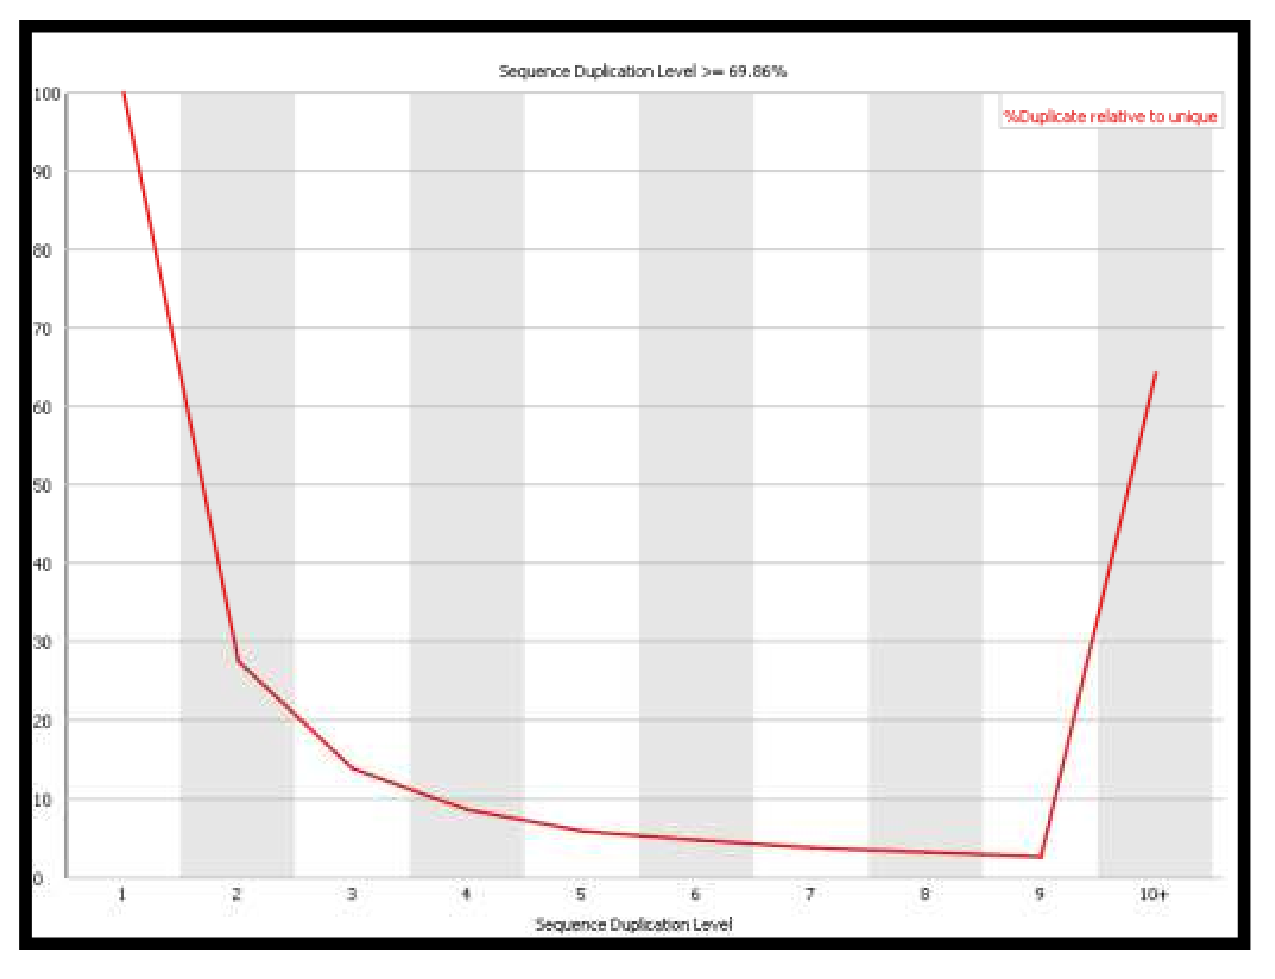 Sequence Duplication Level >= 69.86%
%Duplicate relative to unique
100
90
80
70
60
50
40
30
20
10
0
1 2 3 4 5 6 7 8 9 10+
Sequence Duplication Level